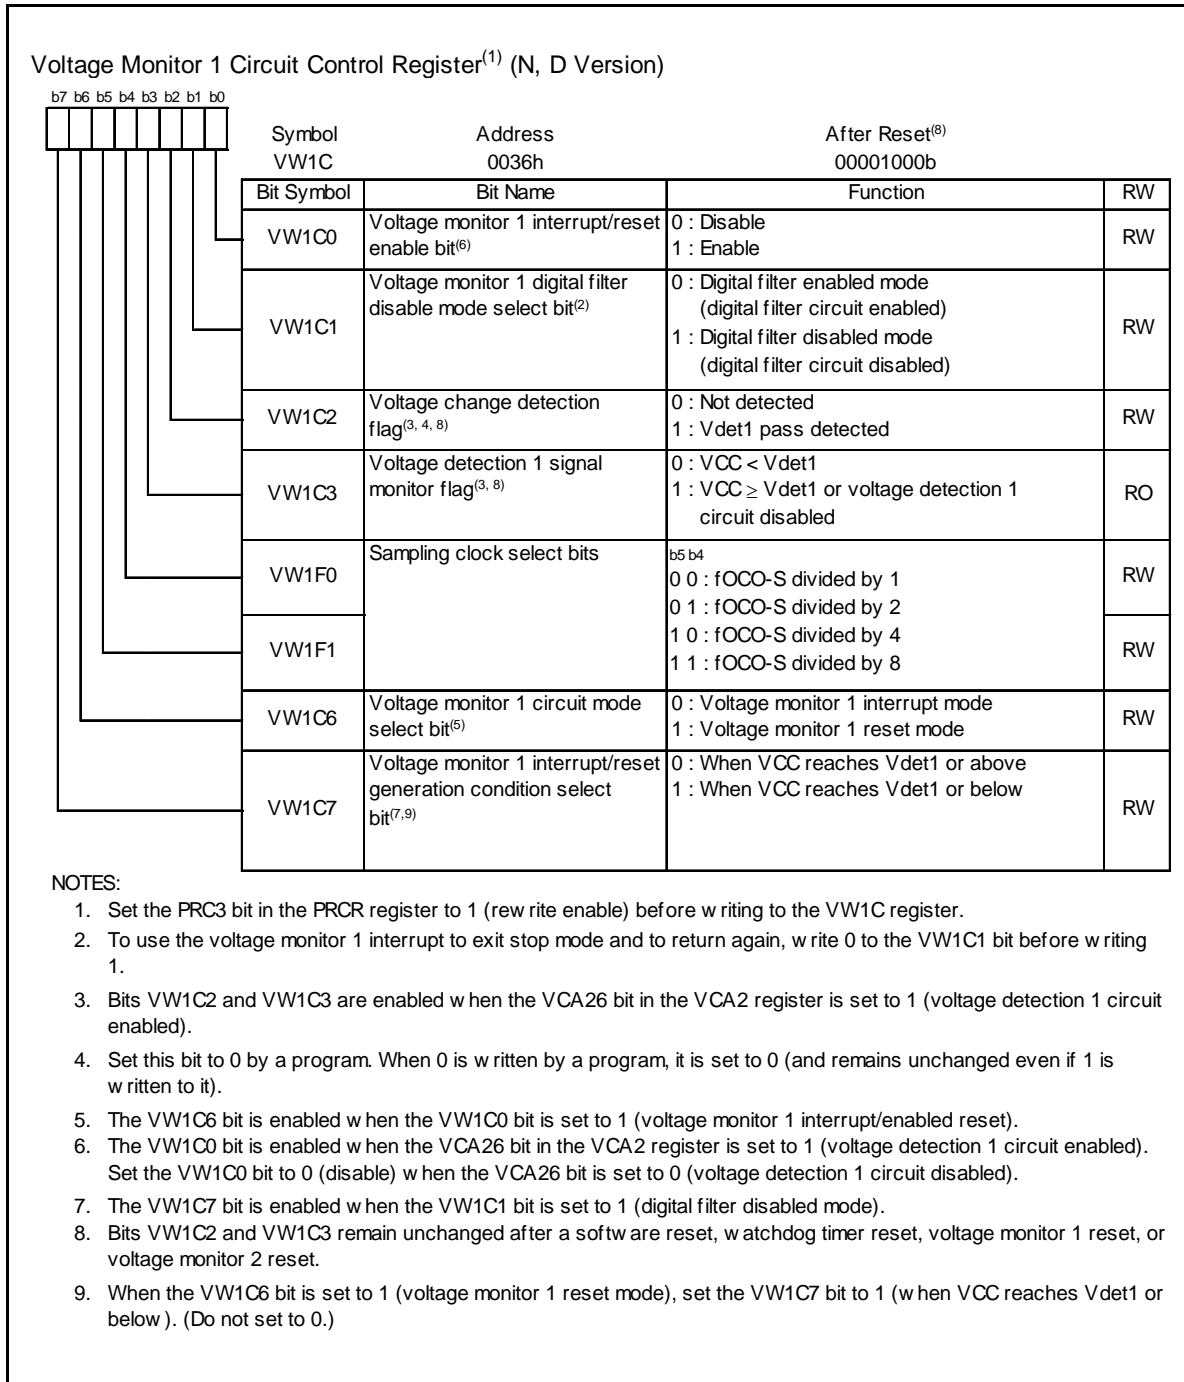 Voltage Monitor 1 Circuit Control Register(1) (N, D Version)
b7 b6 b5 b4 b3 b2 b1 b0
Symbol Address After Reset(8)
VW1C 0036h 00001000b
Bit Symbol Bit Name Function RW
VW1C0 Voltage monitor 1 interrupt/reset 0 : Disable RW
enable bit(6) 1 : Enable
VW1C1 Voltage monitor 1 digital filter 0 : Digital filter enabled mode RW
disable mode select bit(2) (digital filter circuit enabled)
1 : Digital filter disabled mode
(digital filter circuit disabled)
VW1C2 Voltage change detection 0 : Not detected RW
flag(3, 4, 8) 1 : Vdet1 pass detected
VW1C3 Voltage detection 1 signal 0 : VCC < Vdet1 RO
monitor flag(3, 8) 1 : VCC ≥ Vdet1 or voltage detection 1
circuit disabled
VW1F0 Sampling clock select bits b5 b4 RW
0 0 : fOCO-S divided by 1
0 1 : fOCO-S divided by 2
VW1F1 1 0 : fOCO-S divided by 4 RW
1 1 : fOCO-S divided by 8
VW1C6 Voltage monitor 1 circuit mode 0 : Voltage monitor 1 interrupt mode RW
select bit(5) 1 : Voltage monitor 1 reset mode
VW1C7 Voltage monitor 1 interrupt/reset 0 : When VCC reaches Vdet1 or above RW
generation condition select 1 : When VCC reaches Vdet1 or below
bit(7,9)
NOTES:
1. Set the PRC3 bit in the PRCR register to 1 (rewrite enable) before writing to the VW1C register.
2. To use the voltage monitor 1 interrupt to exit stop mode and to return again, write 0 to the VW1C1 bit before writing
1.
3. Bits VW1C2 and VW1C3 are enabled when the VCA26 bit in the VCA2 register is set to 1 (voltage detection 1 circuit
enabled).
4. Set this bit to 0 by a program. When 0 is written by a program, it is set to 0 (and remains unchanged even if 1 is
written to it).
5. The VW1C6 bit is enabled when the VW1C0 bit is set to 1 (voltage monitor 1 interrupt/enabled reset).
6. The VW1C0 bit is enabled when the VCA26 bit in the VCA2 register is set to 1 (voltage detection 1 circuit enabled).
Set the VW1C0 bit to 0 (disable) when the VCA26 bit is set to 0 (voltage detection 1 circuit disabled).
7. The VW1C7 bit is enabled when the VW1C1 bit is set to 1 (digital filter disabled mode).
8. Bits VW1C2 and VW1C3 remain unchanged after a software reset, watchdog timer reset, voltage monitor 1 reset, or
voltage monitor 2 reset.
9. When the VW1C6 bit is set to 1 (voltage monitor 1 reset mode), set the VW1C7 bit to 1 (when VCC reaches Vdet1 or
below). (Do not set to 0.)